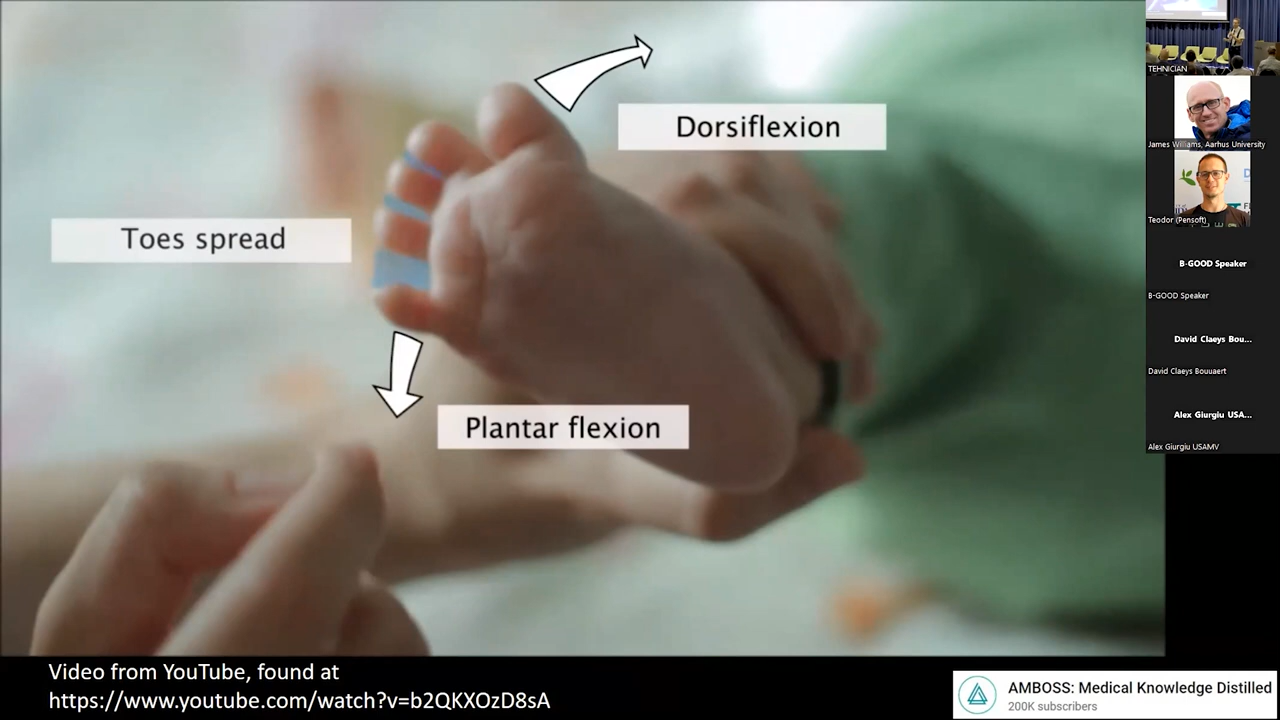 TEHNICIAN
James Williams, Aarhus University
Teodor (Pensoft)
B-GOOD Speaker
B-GOOD Speaker
David Claeys Bou...
David Claeys Bouuaert
Alex Giurgiu USA...
Alex Giurgiu USAMV
Dorsiflexion
Toes spread
Plantar flexion
Video from YouTube, found at
https://www.youtube.com/watch?v=b2QKXOzD8sA
AMBOSS: Medical Knowledge Distilled
200K subscribers